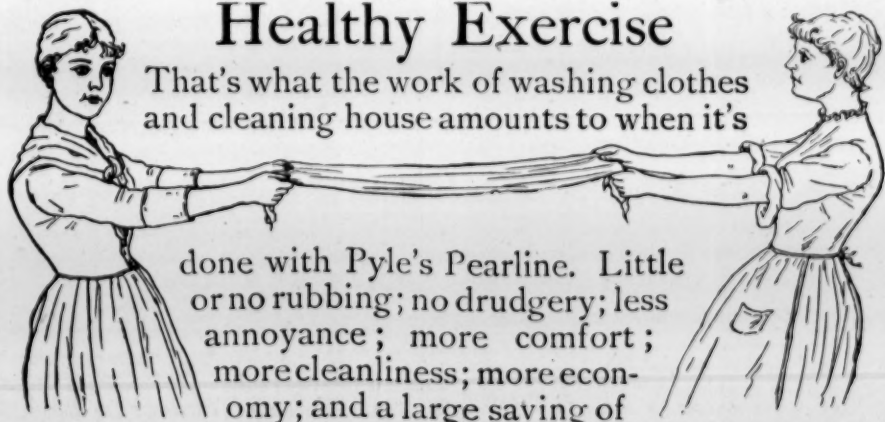 Healthy Exercise
That's what the work of washing clothes
and cleaning house amounts to when it's
done with Pyle's Pearline. Little
or no rubbing; no drudgery; less
annoyance; more comfort;
more cleanliness; more econ-
omy; and a large saving of